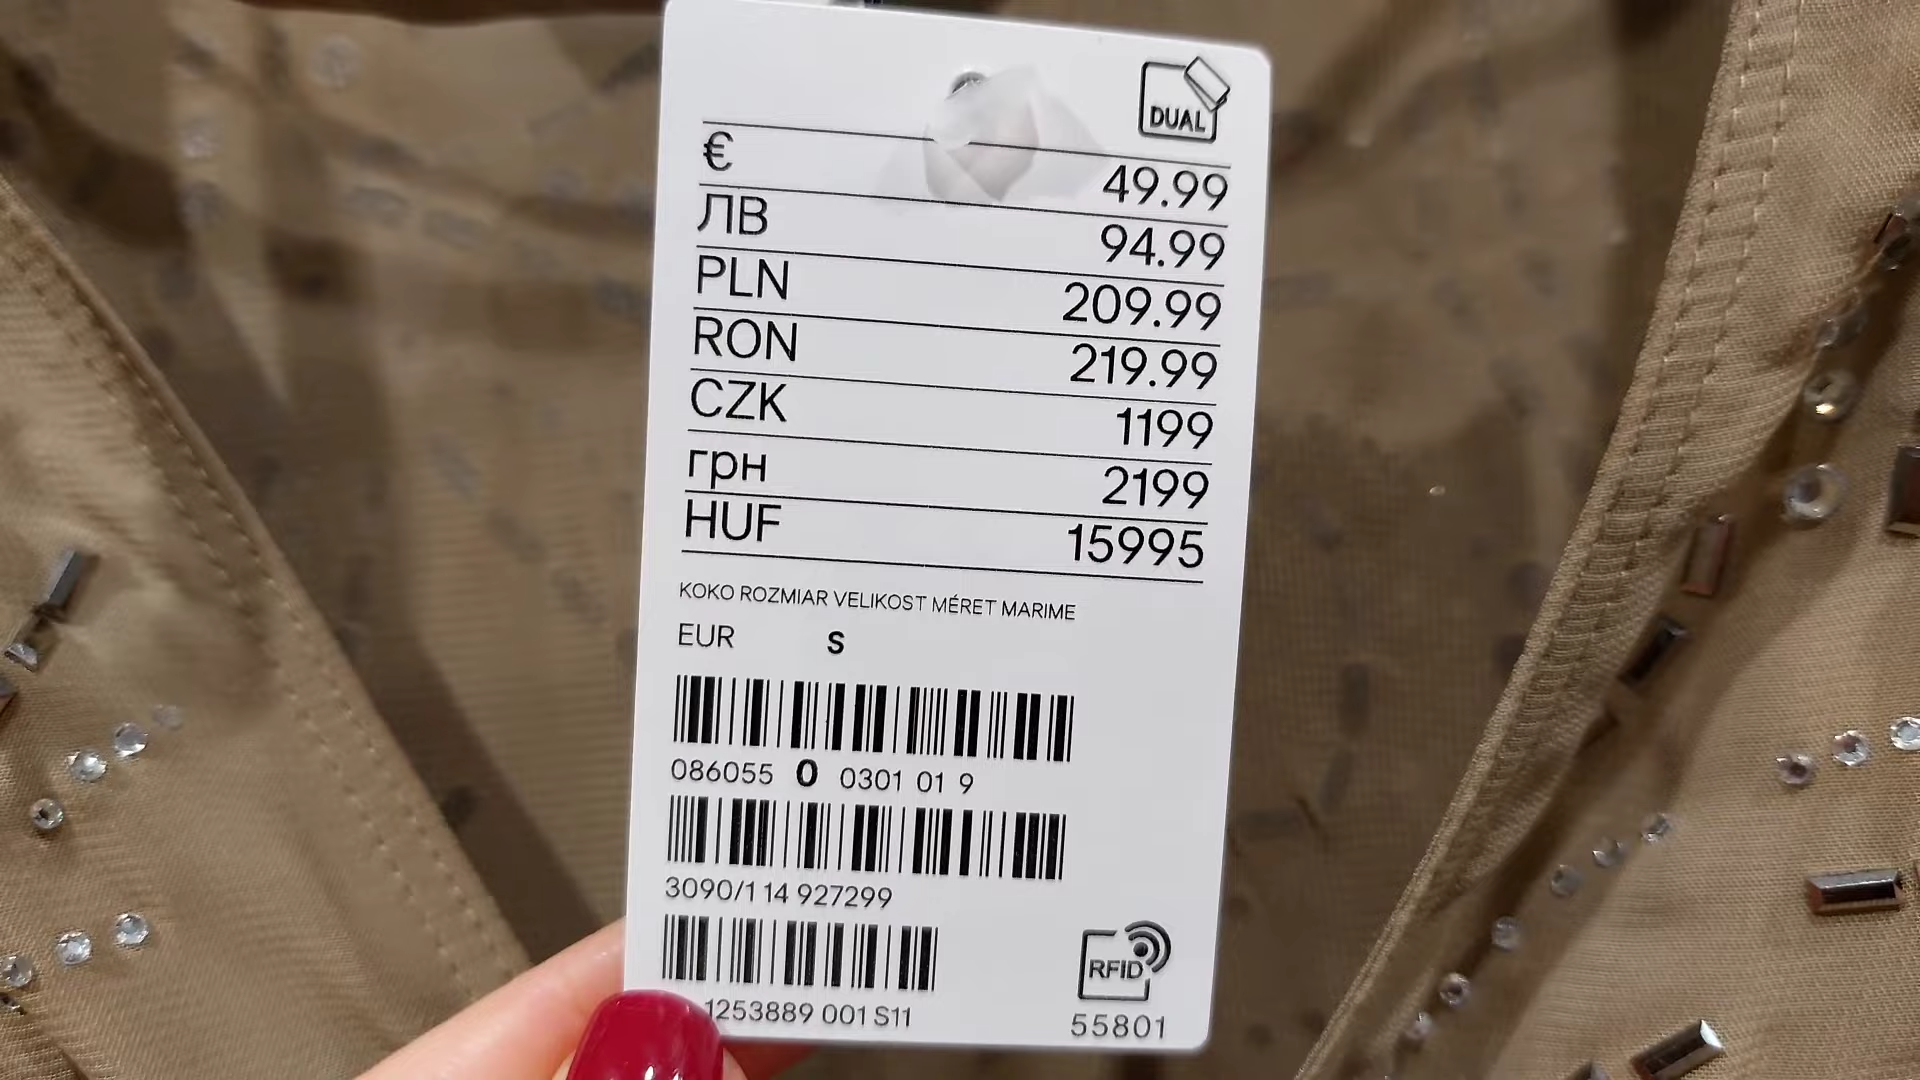 DUAL
€ 49.99
ЛВ 94.99
PLN 209.99
RON 219.99
CZK 1199
грн 2199
HUF 15995
KOKO ROZMIAR VELIKOST MÉRET MARIME
EUR S
086055 0 0301 01 9
3090/1 14 927299
RFID
1253889 001 S11
55801